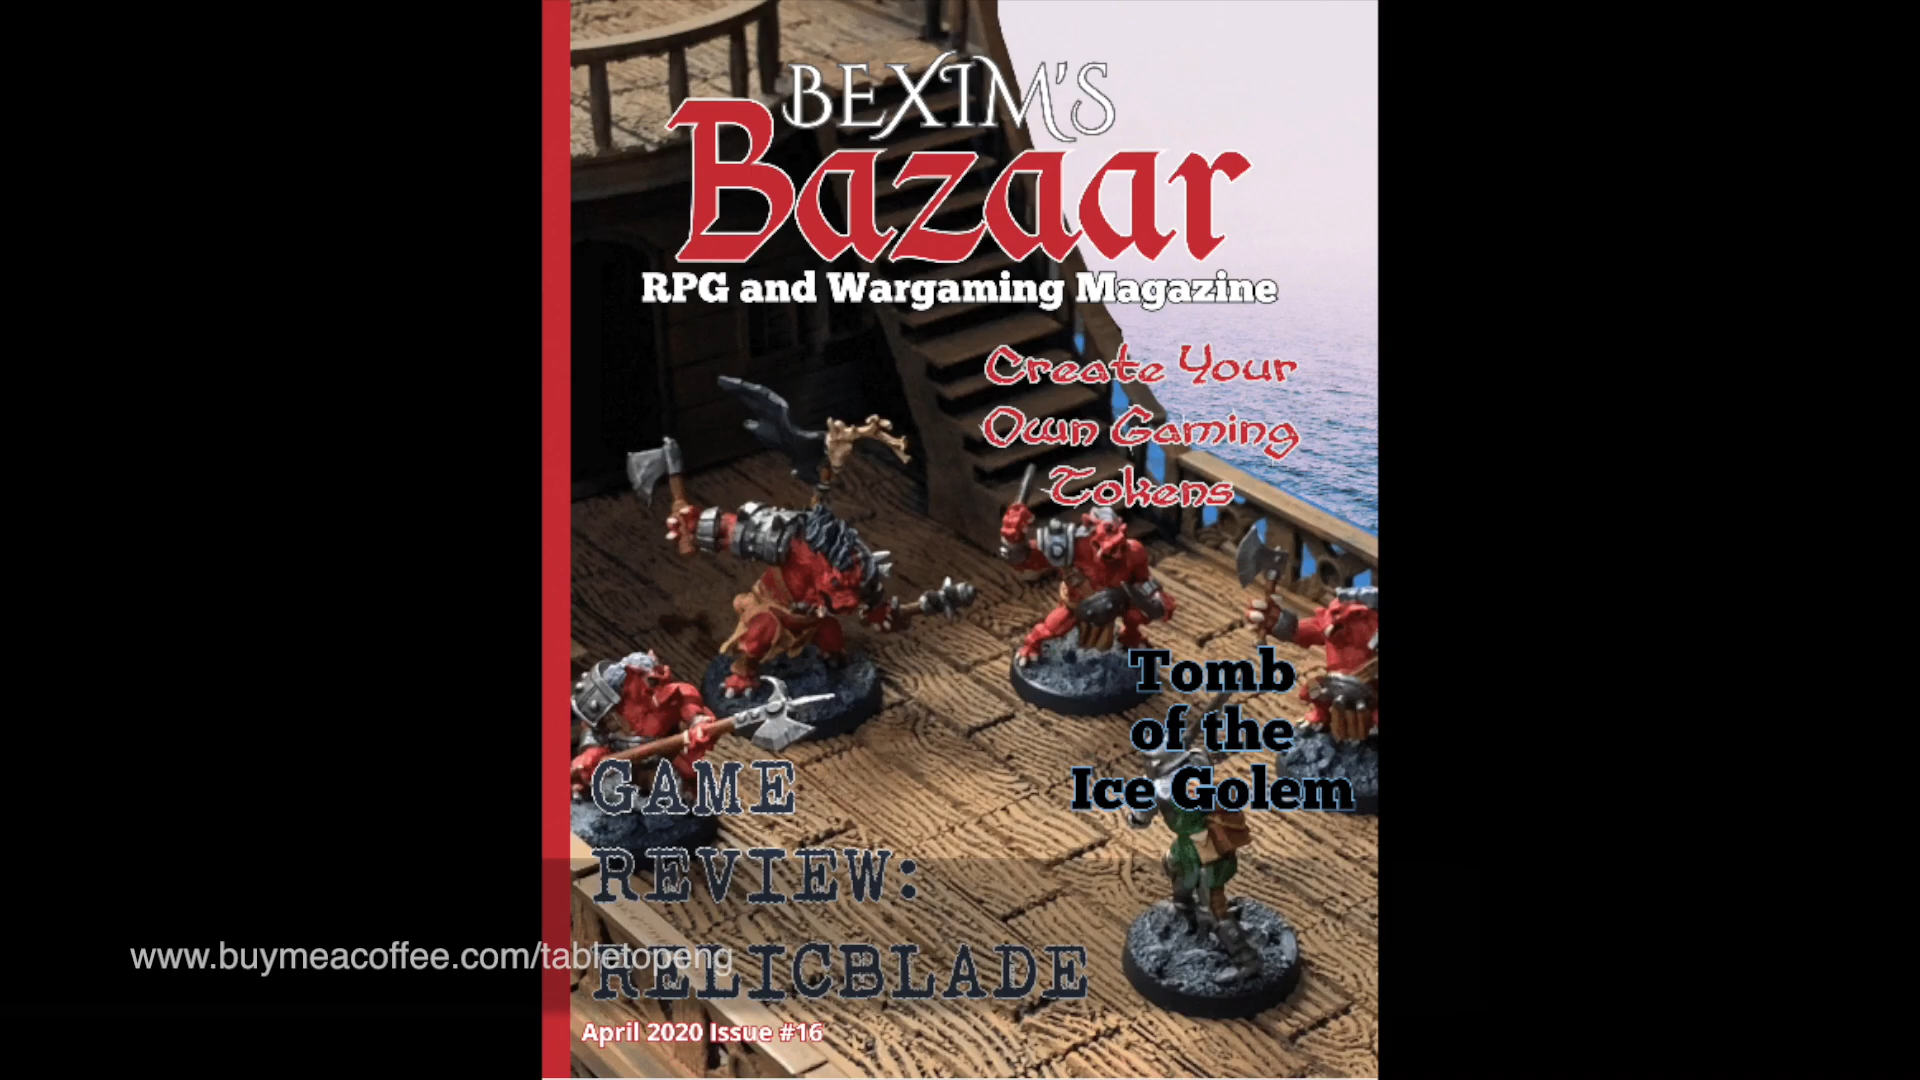 BEXIM'S
Bazaar
RPG and Wargaming Magazine
Create Your
Own Gaming
Tokens
Tomb
of the
Ice Golem
GAME
REVIEW:
RELICBLADE
www.buymeacoffee.com/tabletopeng
April 2020 Issue #16